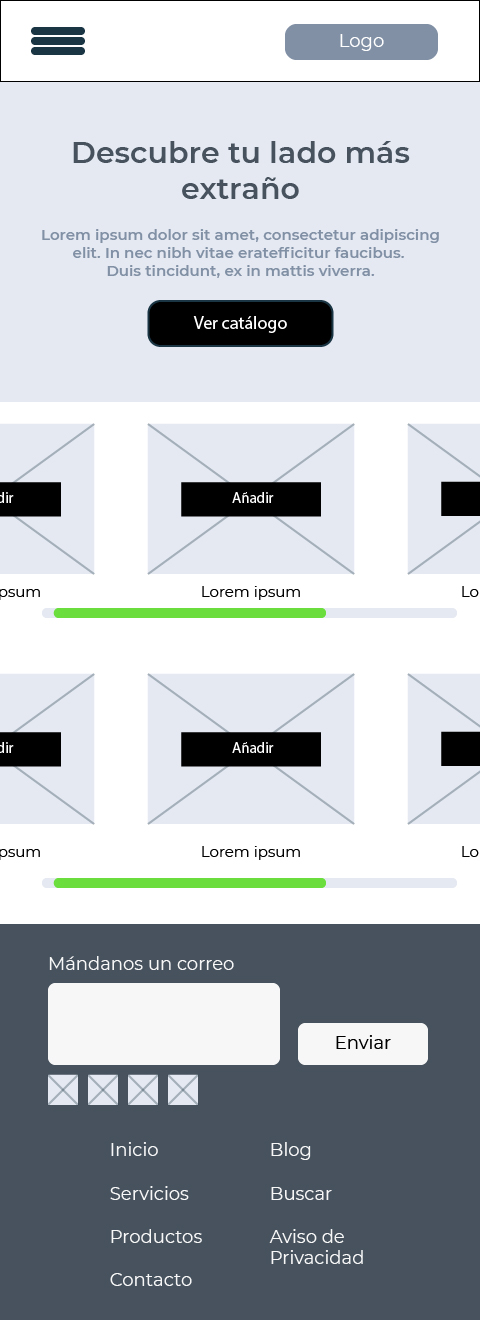 Logo
Descubre tu lado más
extraño
Lorem ipsum dolor sit amet, consectetur adipiscing
elit. In nec nibh vitae eratefficitur faucibus.
Duis tincidunt, ex in mattis viverra.
Ver catálogo
dir Añadir
psum Lorem ipsum Lo
dir Añadir
psum Lorem ipsum Lo
Mándanos un correo
Enviar
Inicio Blog
Servicios Buscar
Productos Aviso de
Privacidad
Contacto